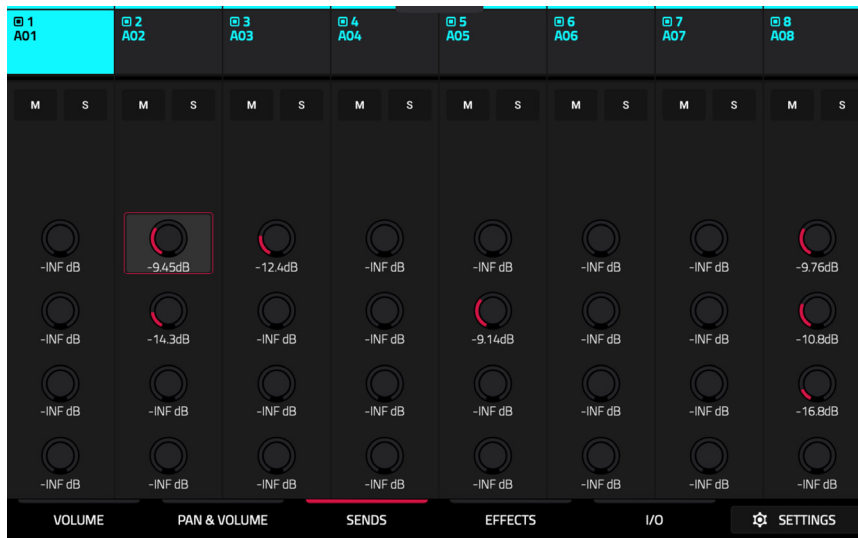 1 2 3 4 5 6 7 8
A01 A02 A03 A04 A05 A06 A07 A08
M S M S M S M S M S M S M S M S
-INF dB -9.45dB -12.4dB -INF dB -INF dB -INF dB -INF dB -9.76dB
-INF dB -14.3dB -INF dB -INF dB -9.14dB -INF dB -INF dB -10.8dB
-INF dB -INF dB -INF dB -INF dB -INF dB -INF dB -INF dB -16.8dB
-INF dB -INF dB -INF dB -INF dB -INF dB -INF dB -INF dB -INF dB
VOLUME PAN & VOLUME SENDS EFFECTS I/O SETTINGS